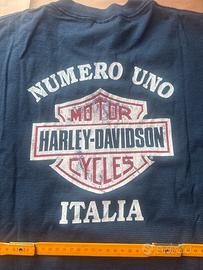 NUMERO UNO
MOTOR
HARLEY-DAVIDSON
CYCLES
ITALIA